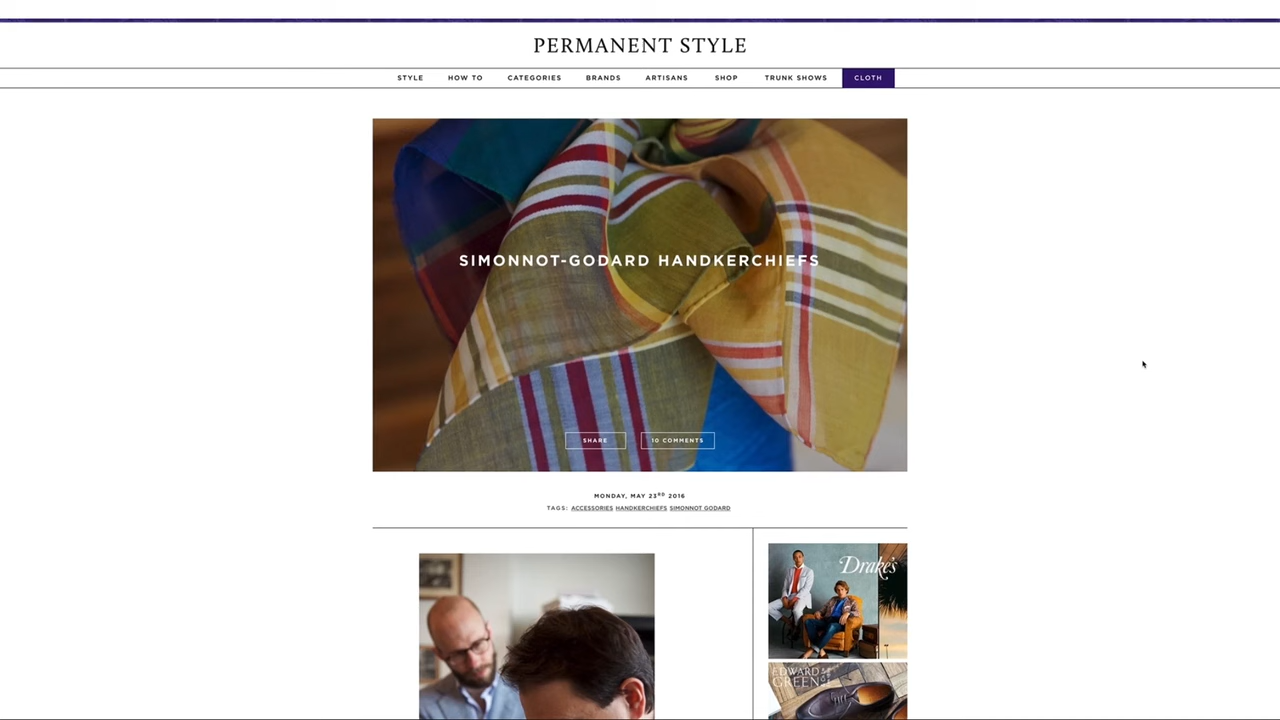 PERMANENT STYLE
STYLE HOW TO CATEGORIES BRANDS ARTISANS SHOP TRUNK SHOWS CLOTH
SIMONNOT-GODARD HANDKERCHIEFS
SHARE 10 COMMENTS
MONDAY, MAY 23RD 2016
TAGS: ACCESSORIES HANDKERCHIEFS SIMONNOT GODARD
Drake's
EDWARD
GREEN